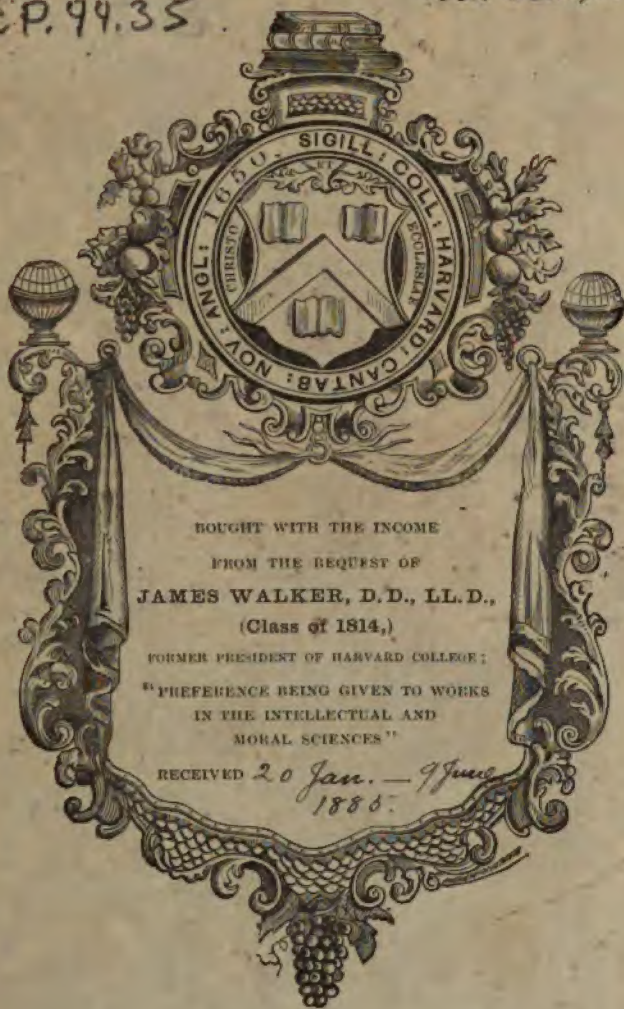 P.94.35
SIGILL: COLL: HARVARD: CANTAB: NOV: ANGL: 1650.
ET
CHRISTO
ECCLESIAE
BOUGHT WITH THE INCOME
FROM THE BEQUEST OF
JAMES WALKER, D.D., LL.D.,
(Class of 1814,)
FORMER PRESIDENT OF HARVARD COLLEGE;
"PREFERENCE BEING GIVEN TO WORKS
IN THE INTELLECTUAL AND
MORAL SCIENCES"
RECEIVED 20 Jan. — 9 June
1885.